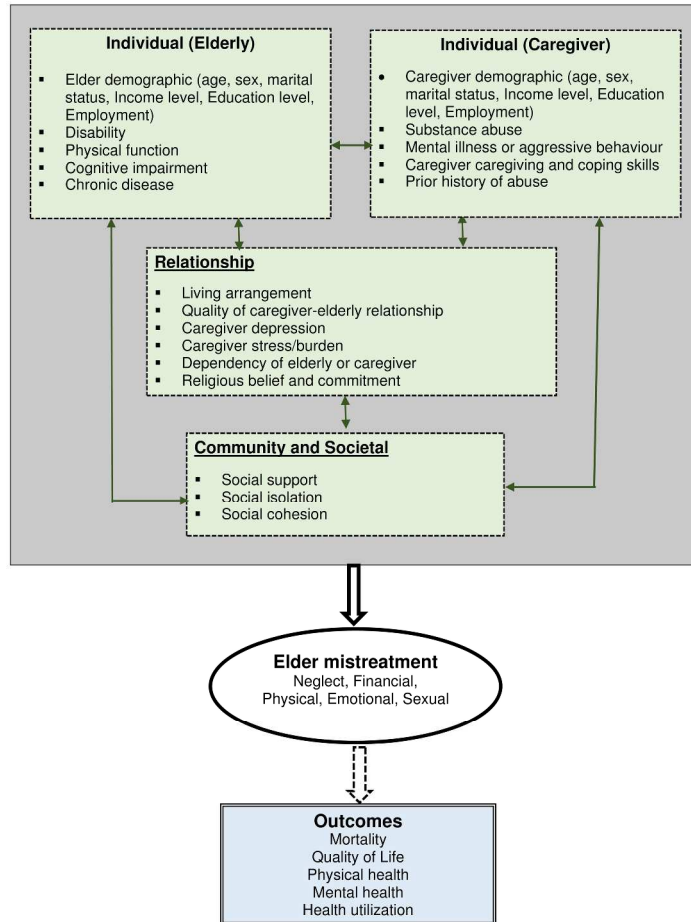 Individual (Elderly)
▪ Elder demographic (age, sex, marital
status, Income level, Education level,
Employment)
▪ Disability
▪ Physical function
▪ Cognitive impairment
▪ Chronic disease
Individual (Caregiver)
• Caregiver demographic (age, sex,
marital status, Income level, Education
level, Employment)
▪ Substance abuse
▪ Mental illness or aggressive behaviour
▪ Caregiver caregiving and coping skills
▪ Prior history of abuse
Relationship
▪ Living arrangement
▪ Quality of caregiver-elderly relationship
▪ Caregiver depression
▪ Caregiver stress/burden
▪ Dependency of elderly or caregiver
▪ Religious belief and commitment
Community and Societal
▪ Social support
▪ Social isolation
▪ Social cohesion
Elder mistreatment
Neglect, Financial,
Physical, Emotional, Sexual
Outcomes
Mortality
Quality of Life
Physical health
Mental health
Health utilization